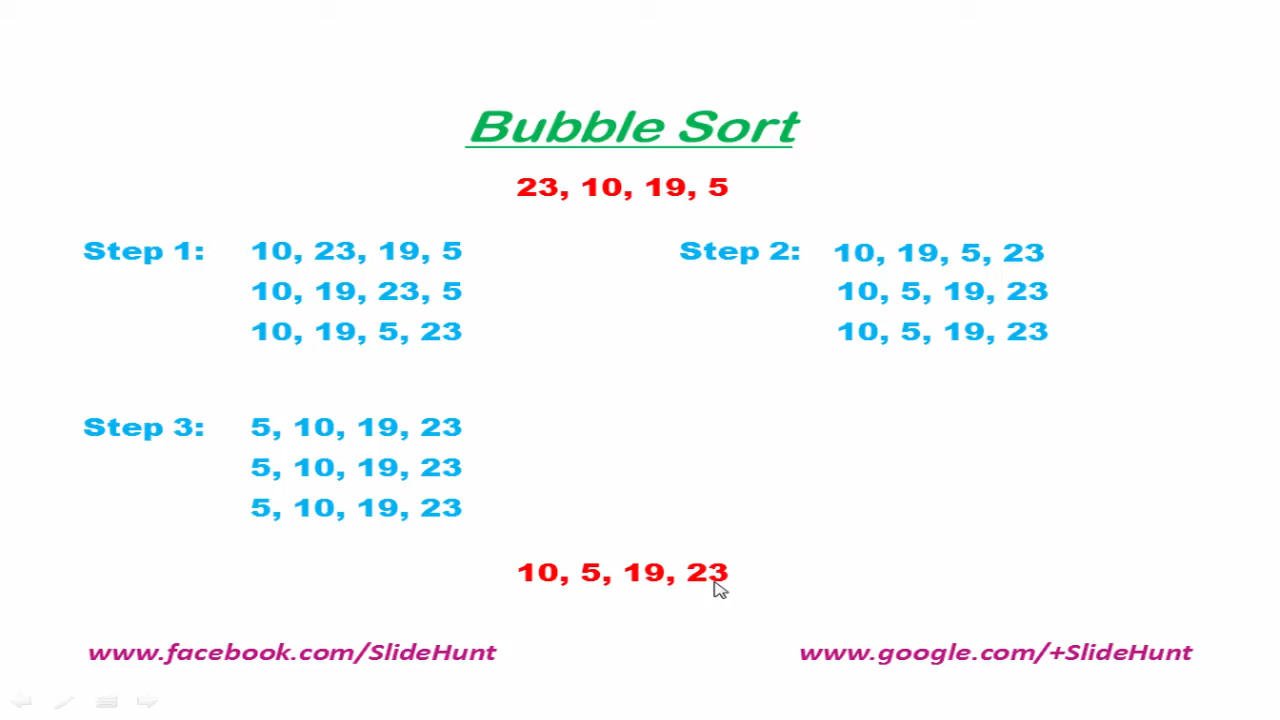 Bubble Sort
23, 10, 19, 5
Step 1: 10, 23, 19, 5
10, 19, 23, 5
10, 19, 5, 23
Step 2: 10, 19, 5, 23
10, 5, 19, 23
10, 5, 19, 23
Step 3: 5, 10, 19, 23
5, 10, 19, 23
5, 10, 19, 23
10, 5, 19, 23
www.facebook.com/SlideHunt
www.google.com/+SlideHunt